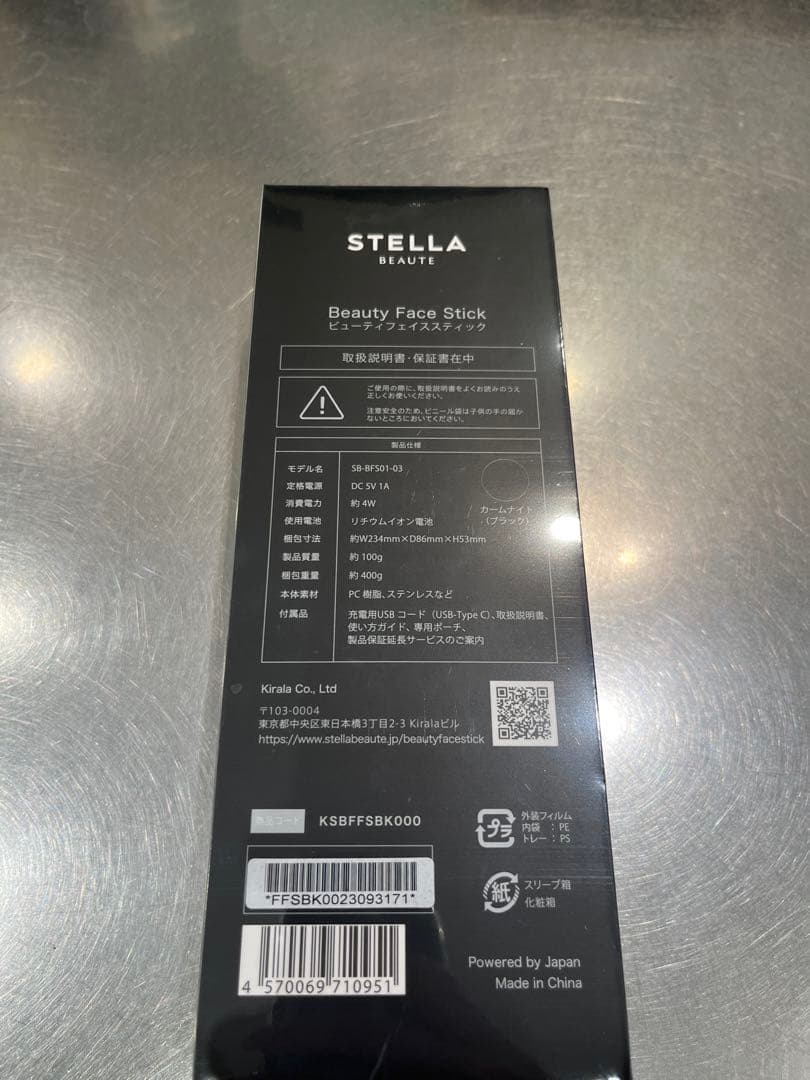 STELLA
BEAUTE
Beauty Face Stick
ビューティフェイススティック
取扱説明書・保証書在中
ご使用の際に、取扱説明書をよくお読みのうえ
正しくお使いください。
注意安全のため、ビニール袋は子供の手の届か
ないところにおいてください。
製品仕様
モデル名 SB-BFS01-03
定格電源 DC 5V 1A
消費電力 約 4W
使用電池 リチウムイオン電池
梱包寸法 約W234mm×D86mm×H53mm
製品質量 約 100g
梱包重量 約 400g
本体素材 PC 樹脂、ステンレスなど
付属品 充電用USB コード（USB-Type C）、取扱説明書、
使い方ガイド、専用ポーチ、
製品保証延長サービスのご案内
カームナイト
（ブラック）
Kirala Co., Ltd
〒103-0004
東京都中央区東日本橋3丁目2-3 Kiralaビル
https://www.stellabeaute.jp/beautyfacestick
商品コード KSBFFSBK000
*FFSBK0023093171*
4 570069 710951
プラ
外装フィルム
内袋 : PE
トレー : PS
紙
スリーブ箱
化粧箱
Powered by Japan
Made in China